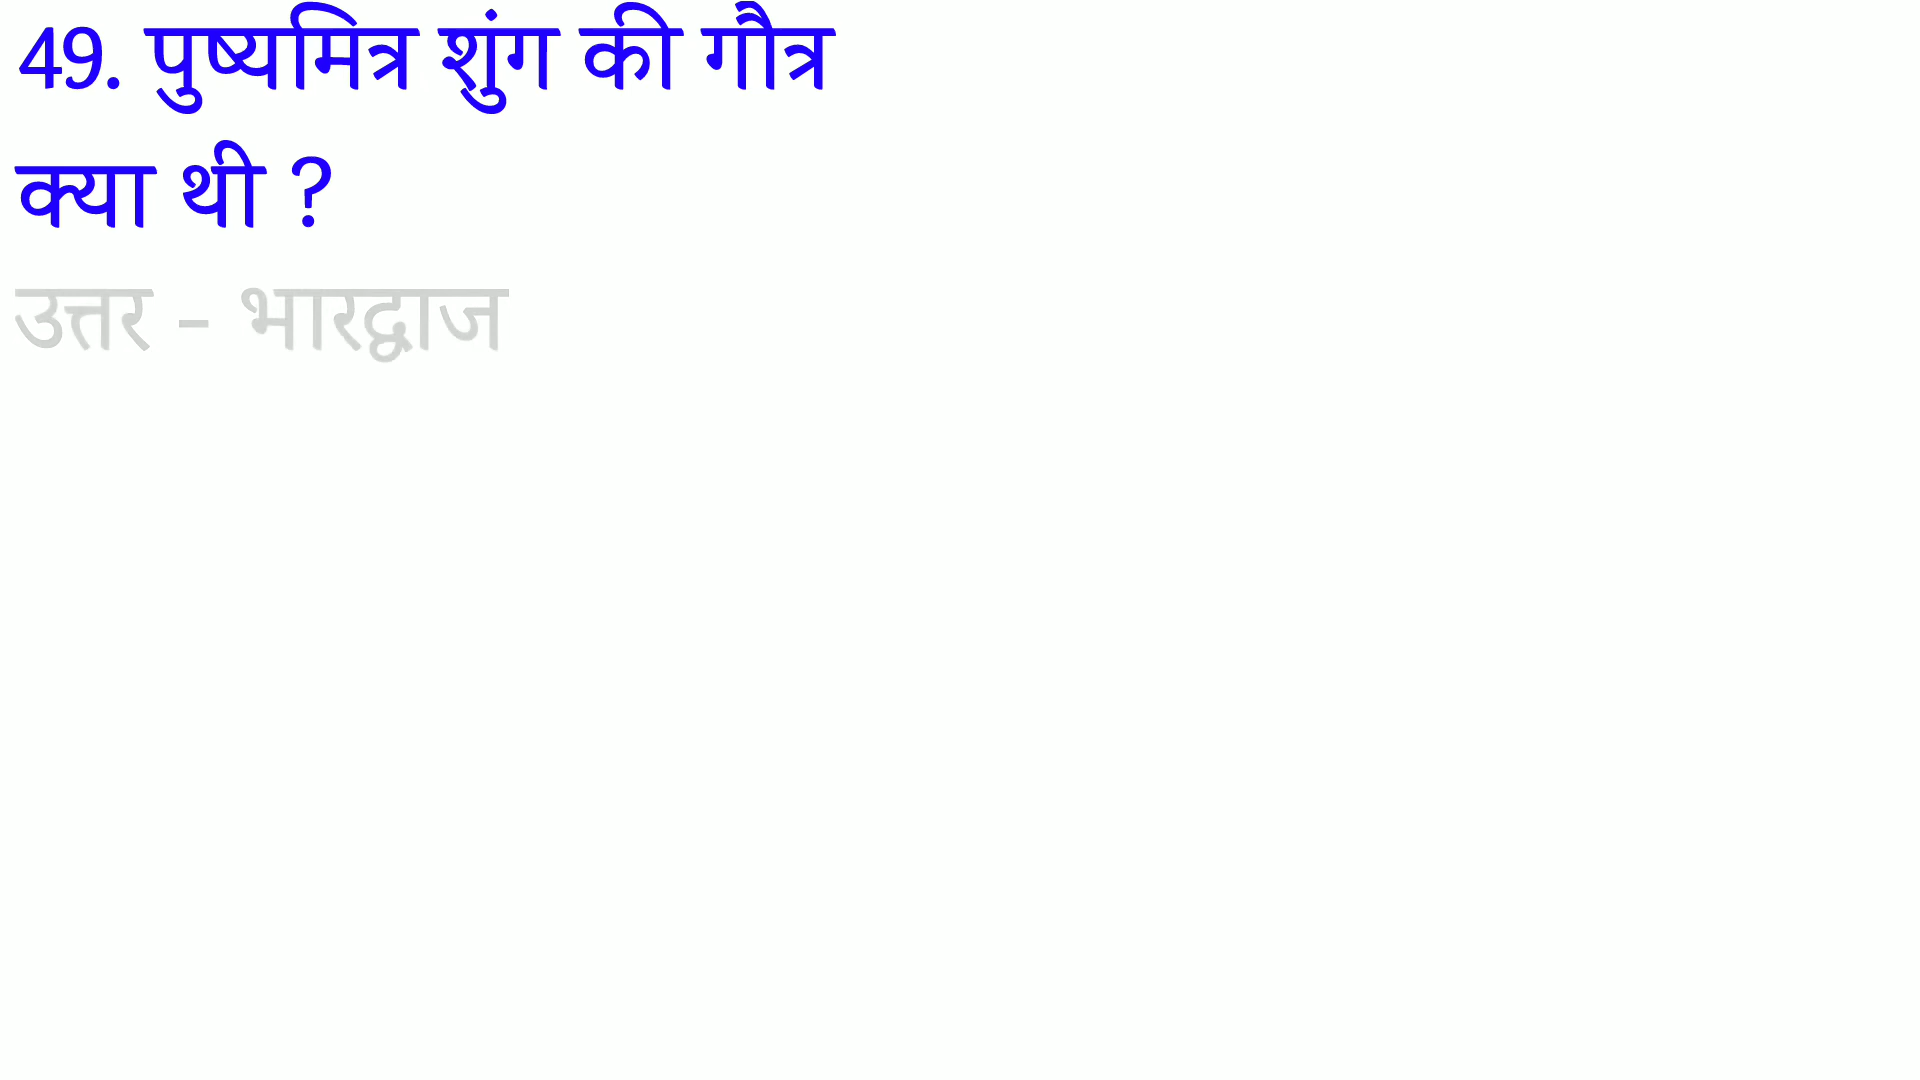 49. पुष्यमित्र शुंग की गौत्र
क्या थी ?
उत्तर - भारद्वाज